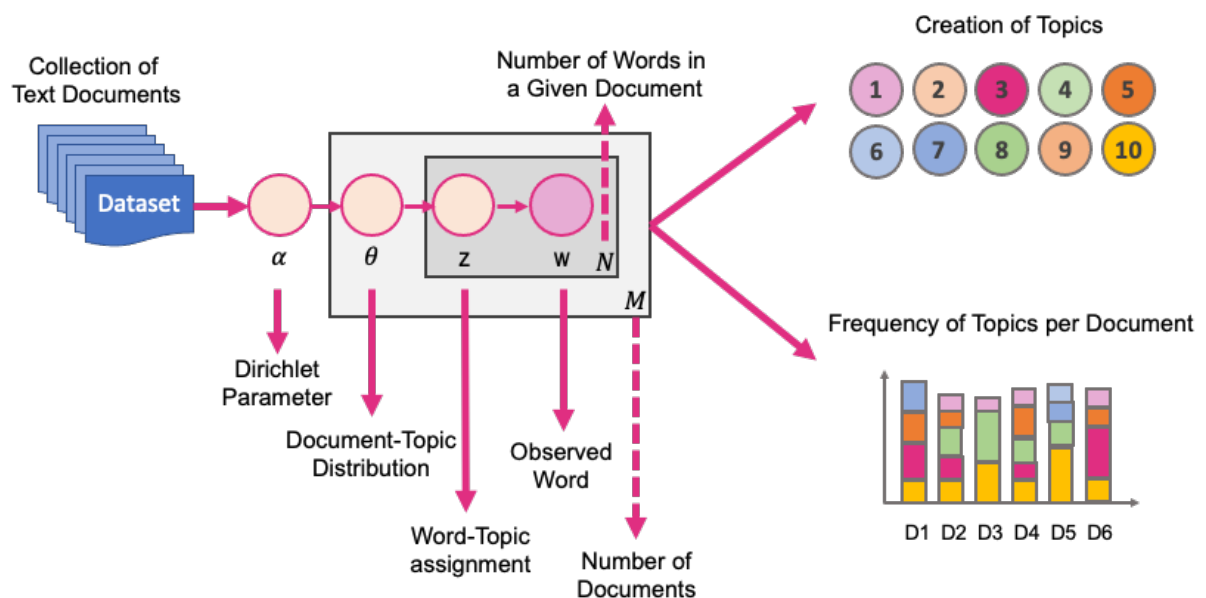 Collection of
Text Documents
Dataset
α
θ
z
w
N
M
Number of Words in
a Given Document
Dirichlet
Parameter
Document-Topic
Distribution
Word-Topic
assignment
Observed
Word
Number of
Documents
Creation of Topics
1 2 3 4 5
6 7 8 9 10
Frequency of Topics per Document
D1 D2 D3 D4 D5 D6